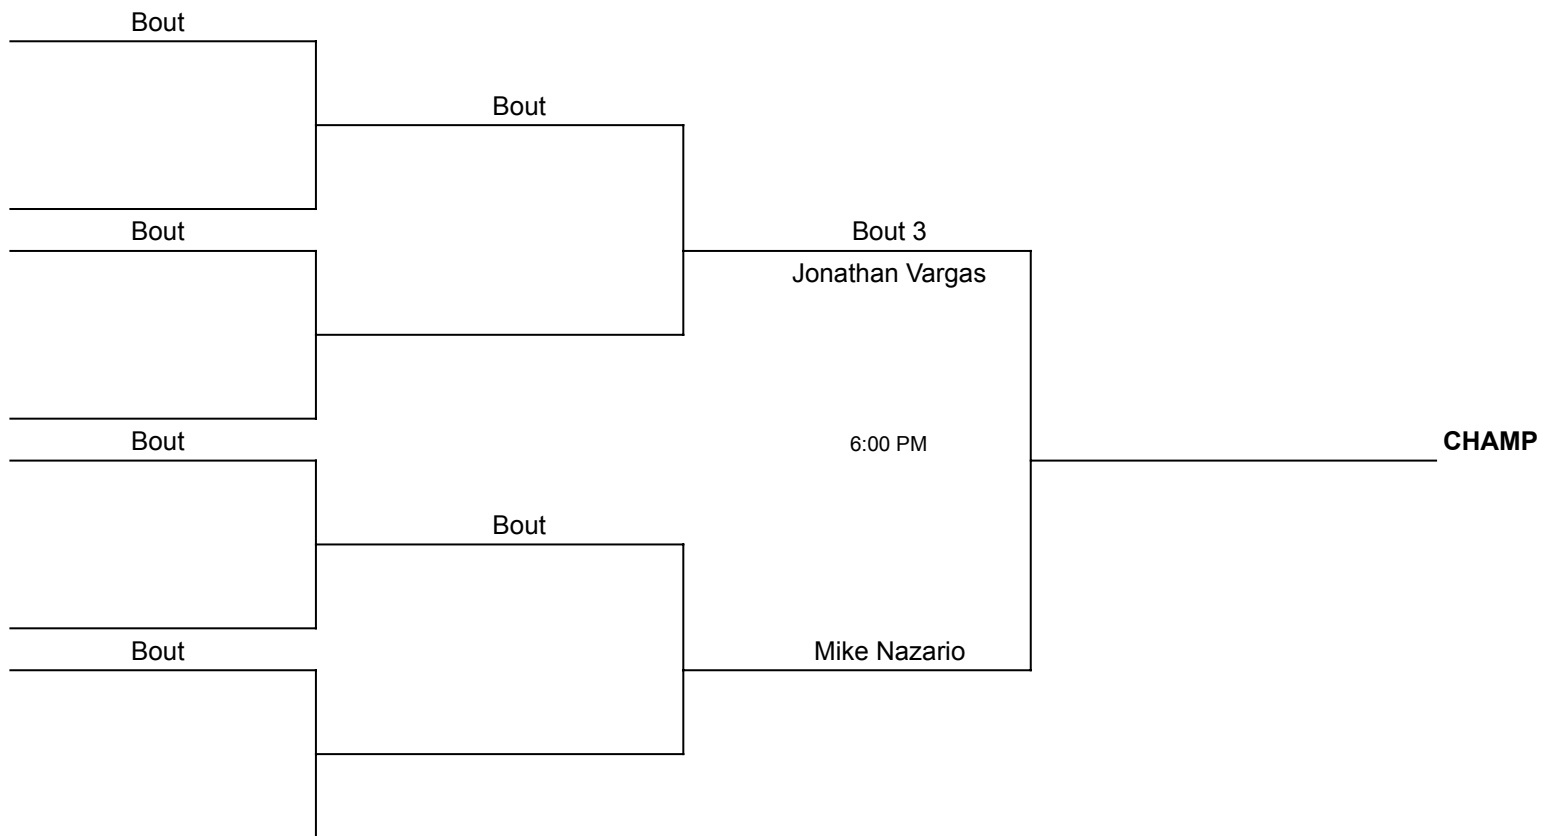 Bout
Bout
Bout
Bout 3
Jonathan Vargas
Bout
6:00 PM
CHAMP
Bout
Mike Nazario
Bout